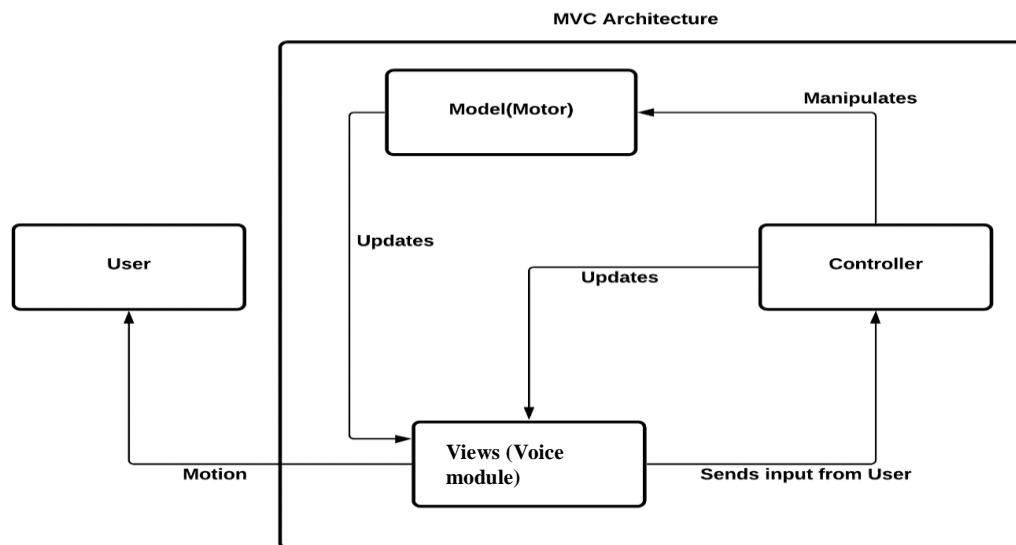 MVC Architecture
Model(Motor)
Manipulates
Updates
User
Controller
Updates
Views (Voice
module)
Motion
Sends input from User